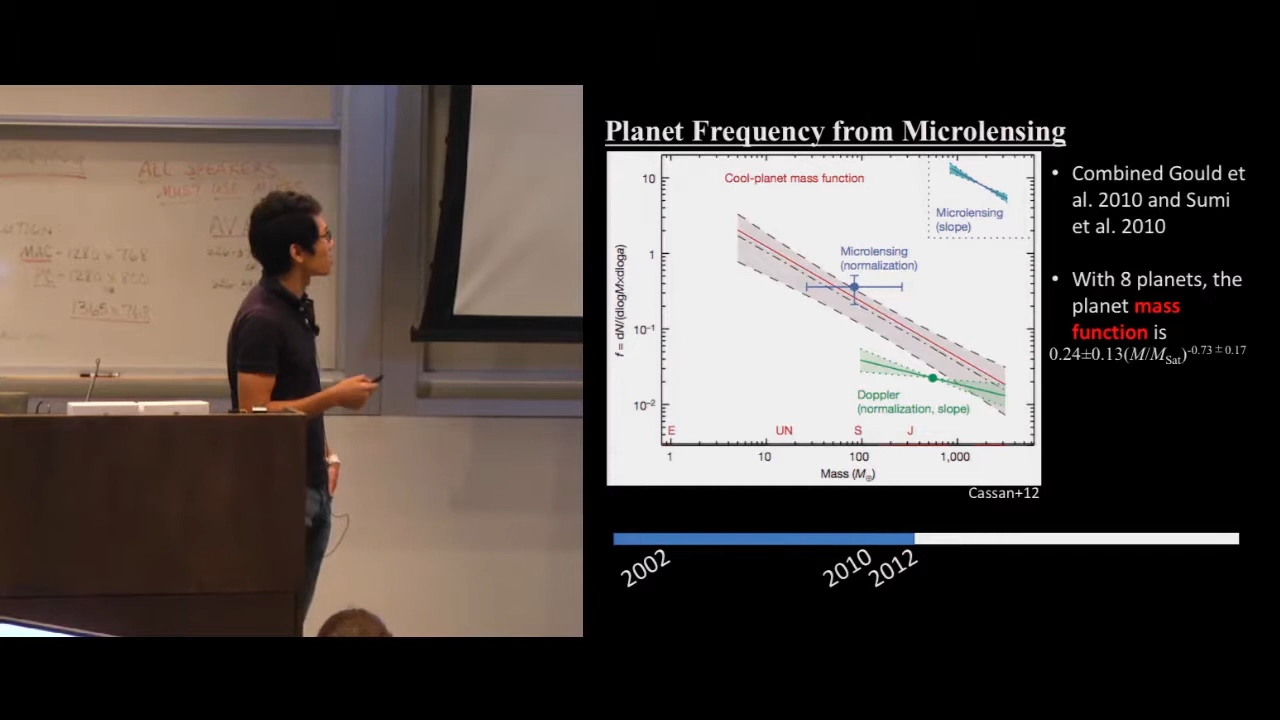 ALL SPEAKERS
MUST USE
MAC - 1280 x 768
PC - 1280 x 800
1365 x 768
Planet Frequency from Microlensing
Cool-planet mass function
Microlensing
(slope)
Microlensing
(normalization)
Doppler
(normalization, slope)
f = dN/(dlogM×dloga)
10
1
10⁻¹
10⁻²
E UN S J
1 10 100 1,000
Mass (M⊕)
Cassan+12
• Combined Gould et
al. 2010 and Sumi
et al. 2010
• With 8 planets, the
planet mass
function is
0.24±0.13(M/M_Sat)^-0.73±0.17
2002 2010 2012